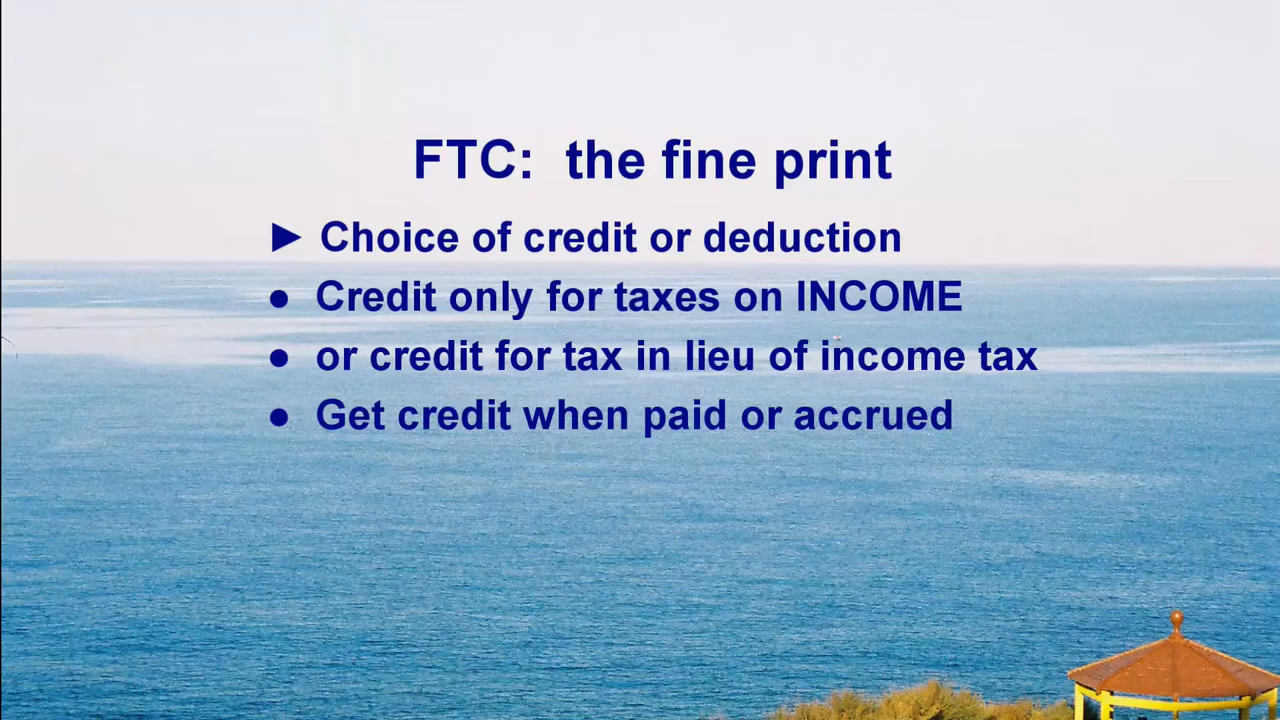 FTC: the fine print
► Choice of credit or deduction
● Credit only for taxes on INCOME
● or credit for tax in lieu of income tax
● Get credit when paid or accrued